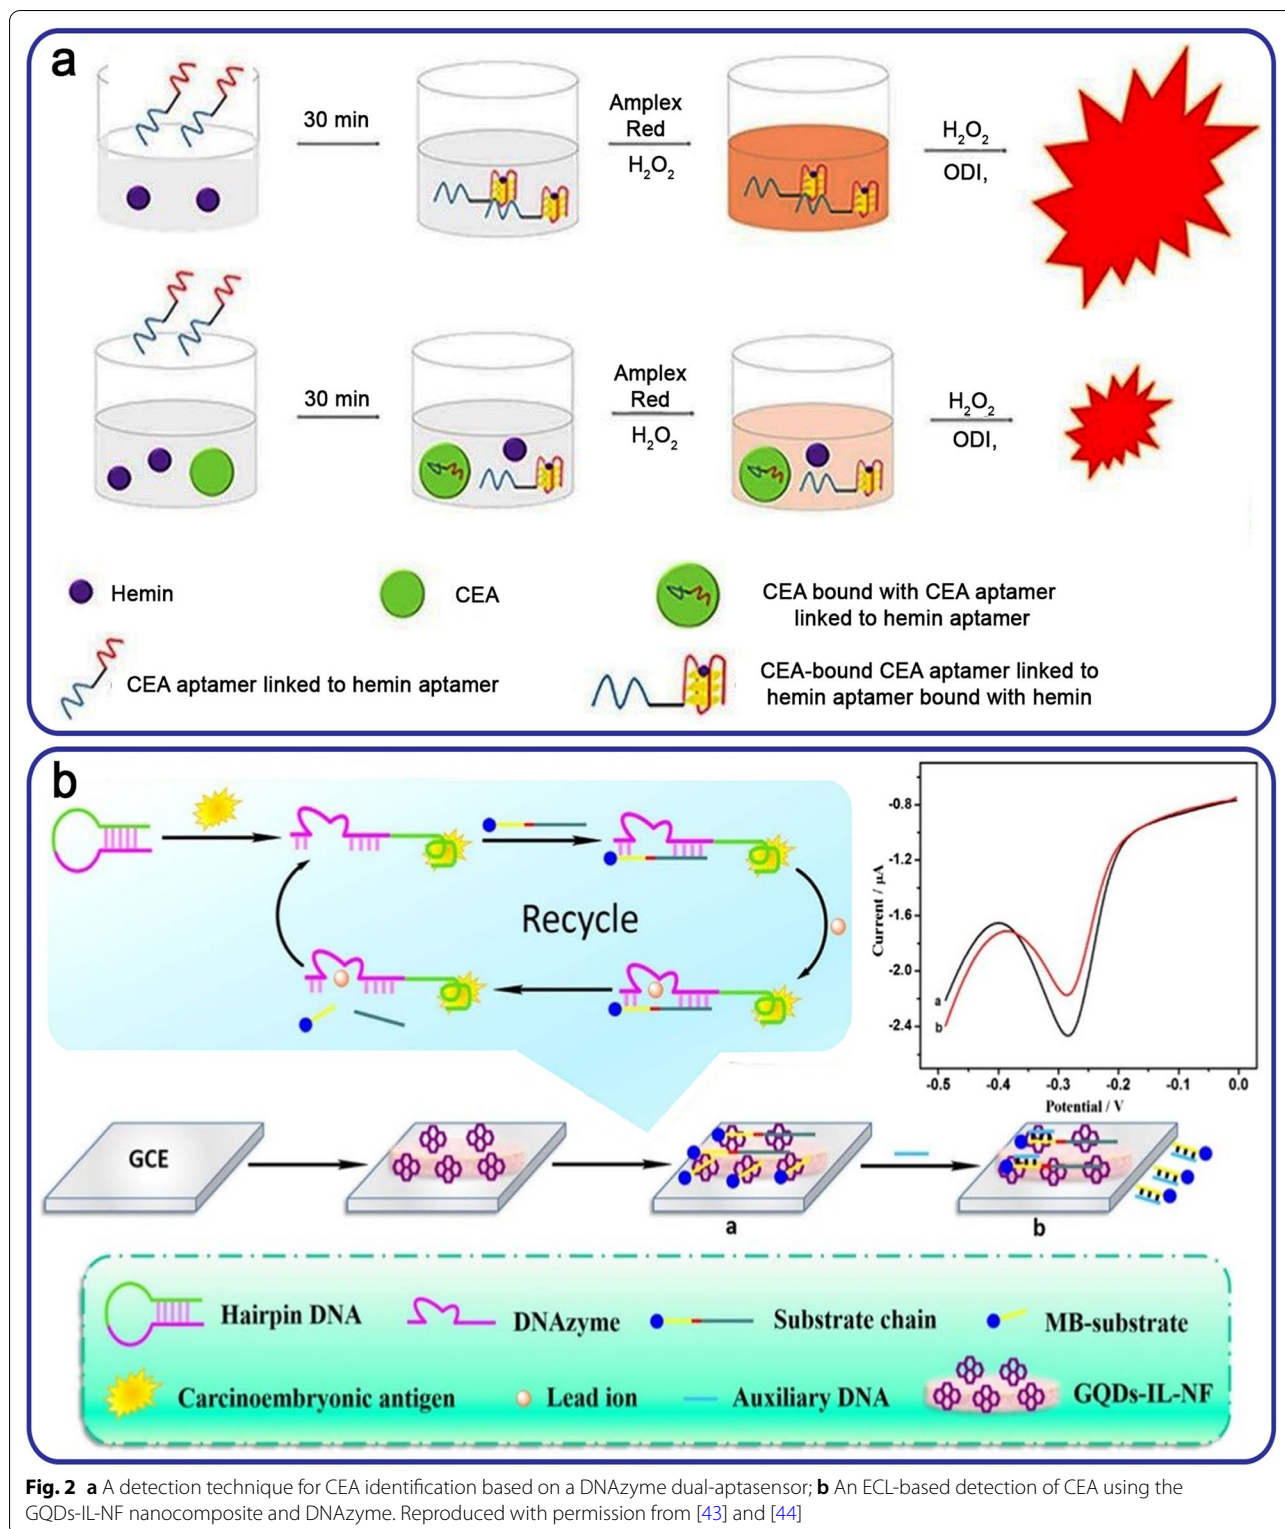 a
30 min
Amplex
Red
H₂O₂
H₂O₂
ODI,
30 min
Amplex
Red
H₂O₂
H₂O₂
ODI,
Hemin
CEA
CEA bound with CEA aptamer
linked to hemin aptamer
CEA aptamer linked to hemin aptamer
CEA-bound CEA aptamer linked to
hemin aptamer bound with hemin
b
Recycle
Current / µA
-0.8
-1.2
-1.6
-2.0
-2.4
a
b
-0.5 -0.4 -0.3 -0.2 -0.1 0.0
Potential / V
GCE
a
b
Hairpin DNA
DNAzyme
Substrate chain
MB-substrate
Carcinoembryonic antigen
Lead ion
Auxiliary DNA
GQDs-IL-NF
Fig. 2 a A detection technique for CEA identification based on a DNAzyme dual-aptasensor; b An ECL-based detection of CEA using the
GQDs-IL-NF nanocomposite and DNAzyme. Reproduced with permission from [43] and [44]